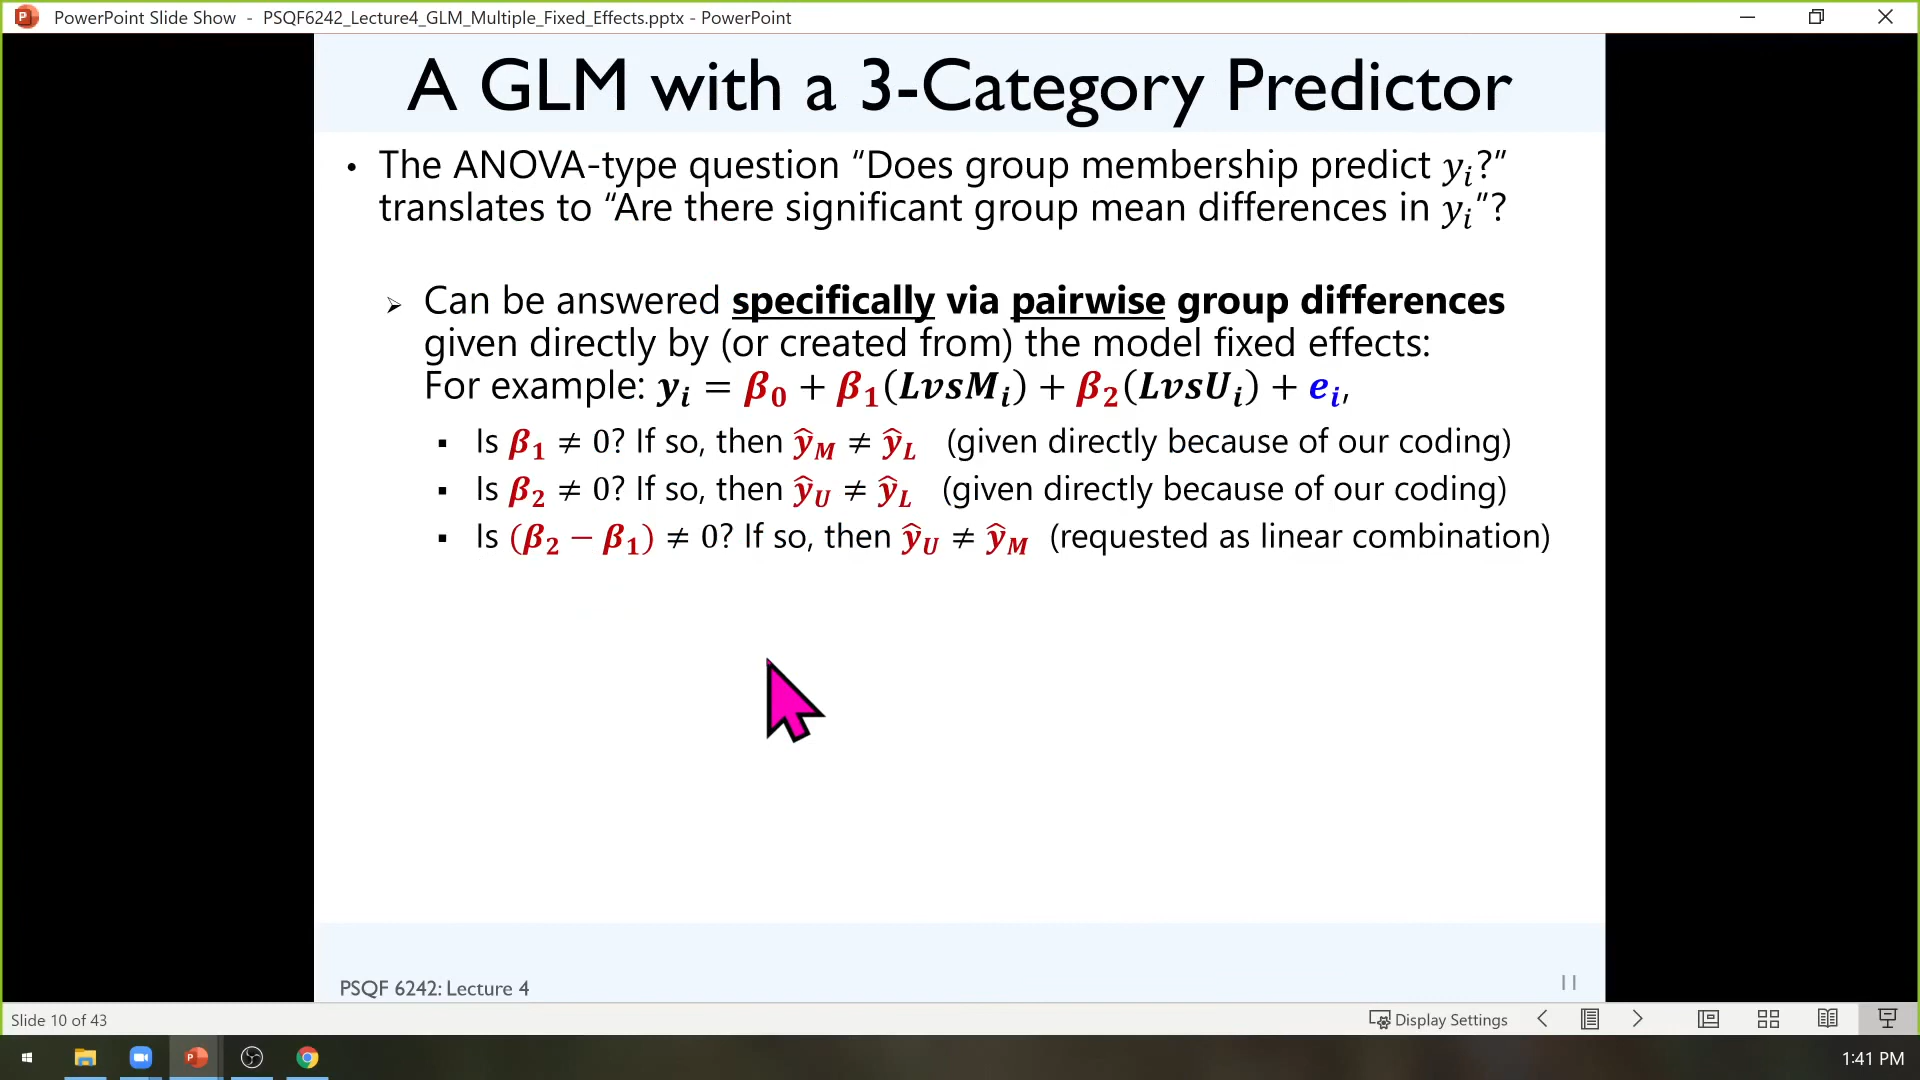 PowerPoint Slide Show - PSQF6242_Lecture4_GLM_Multiple_Fixed_Effects.pptx - PowerPoint
A GLM with a 3-Category Predictor
• The ANOVA-type question “Does group membership predict yᵢ?”
translates to “Are there significant group mean differences in yᵢ”?
➢ Can be answered specifically via pairwise group differences
given directly by (or created from) the model fixed effects:
For example: yᵢ = β₀ + β₁(LvsMᵢ) + β₂(LvsUᵢ) + eᵢ,
▪ Is β₁ ≠ 0? If so, then ŷ_M ≠ ŷ_L (given directly because of our coding)
▪ Is β₂ ≠ 0? If so, then ŷ_U ≠ ŷ_L (given directly because of our coding)
▪ Is (β₂ − β₁) ≠ 0? If so, then ŷ_U ≠ ŷ_M (requested as linear combination)
PSQF 6242: Lecture 4
11
Slide 10 of 43
Display Settings
1:41 PM